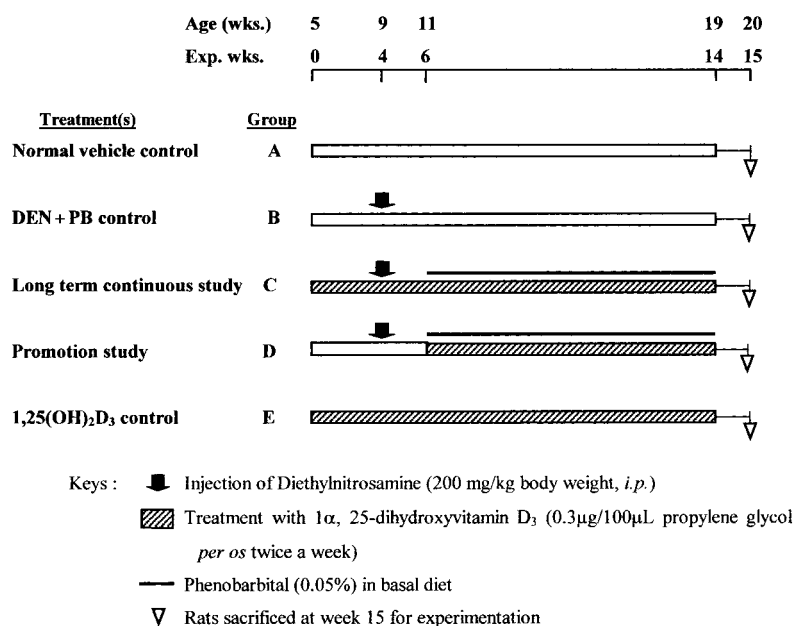 Age (wks.) 5 9 11 19 20
Exp. wks. 0 4 6 14 15
Treatment(s) Group
Normal vehicle control A
DEN + PB control B
Long term continuous study C
Promotion study D
1,25(OH)₂D₃ control E
Keys : Injection of Diethylnitrosamine (200 mg/kg body weight, i.p.)
Treatment with 1α, 25-dihydroxyvitamin D₃ (0.3µg/100µL propylene glycol
per os twice a week)
Phenobarbital (0.05%) in basal diet
Rats sacrificed at week 15 for experimentation